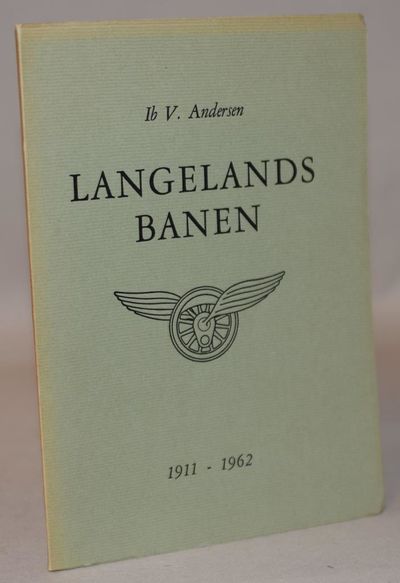 Ib V. Andersen
LANGELANDS
BANEN
1911 - 1962